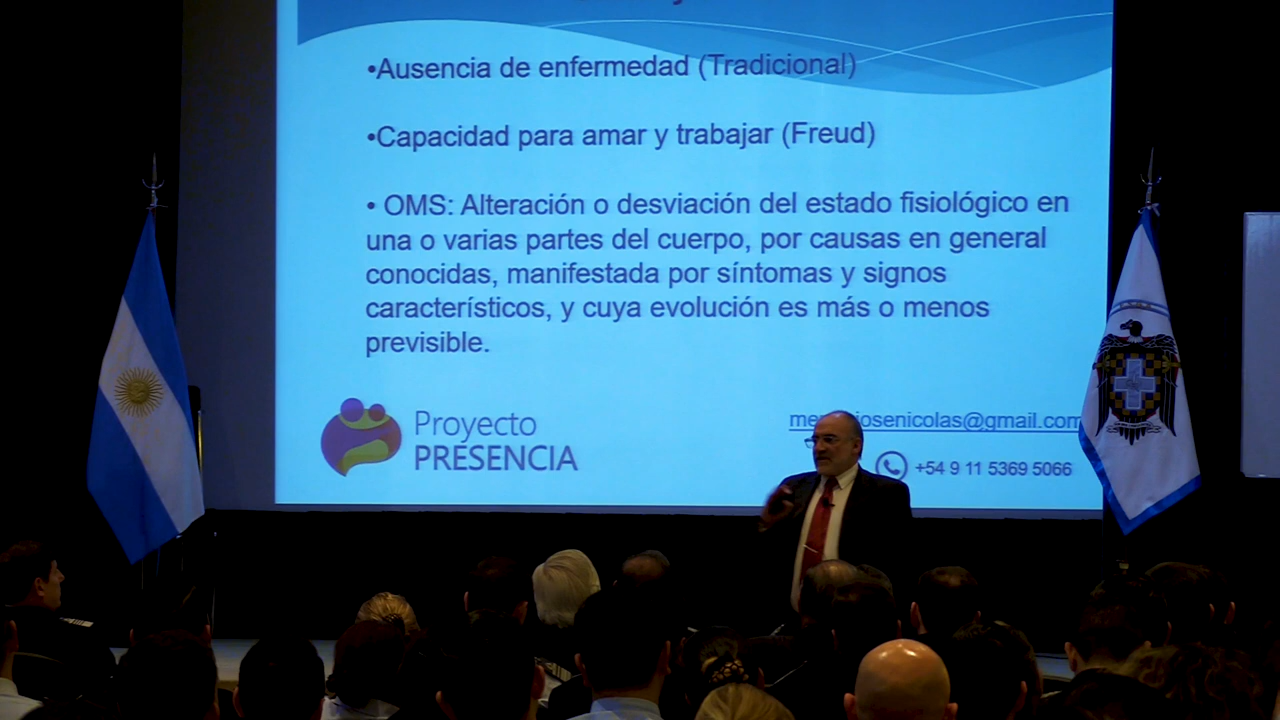 •Ausencia de enfermedad (Tradicional)
•Capacidad para amar y trabajar (Freud)
• OMS: Alteración o desviación del estado fisiológico en
una o varias partes del cuerpo, por causas en general
conocidas, manifestada por síntomas y signos
característicos, y cuya evolución es más o menos
previsible.
Proyecto
PRESENCIA
+54 9 11 5369 5066